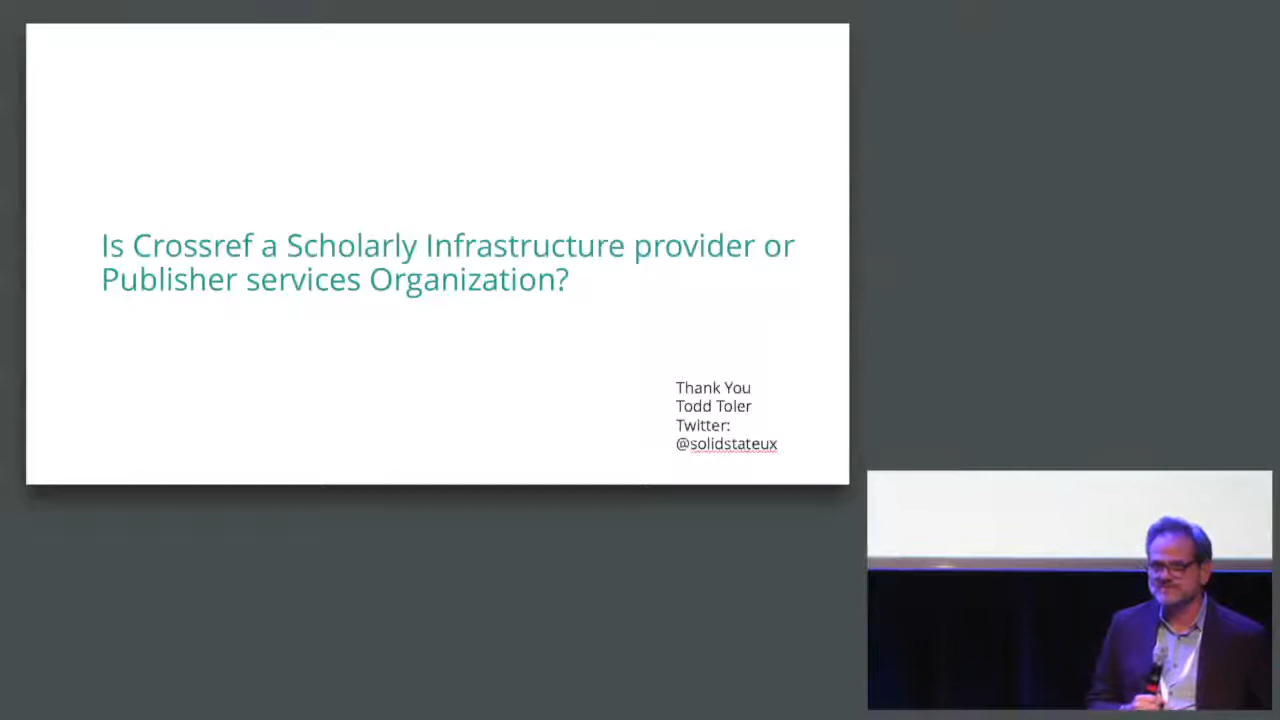 Is Crossref a Scholarly Infrastructure provider or
Publisher services Organization?
Thank You
Todd Toler
Twitter:
@solidstateux